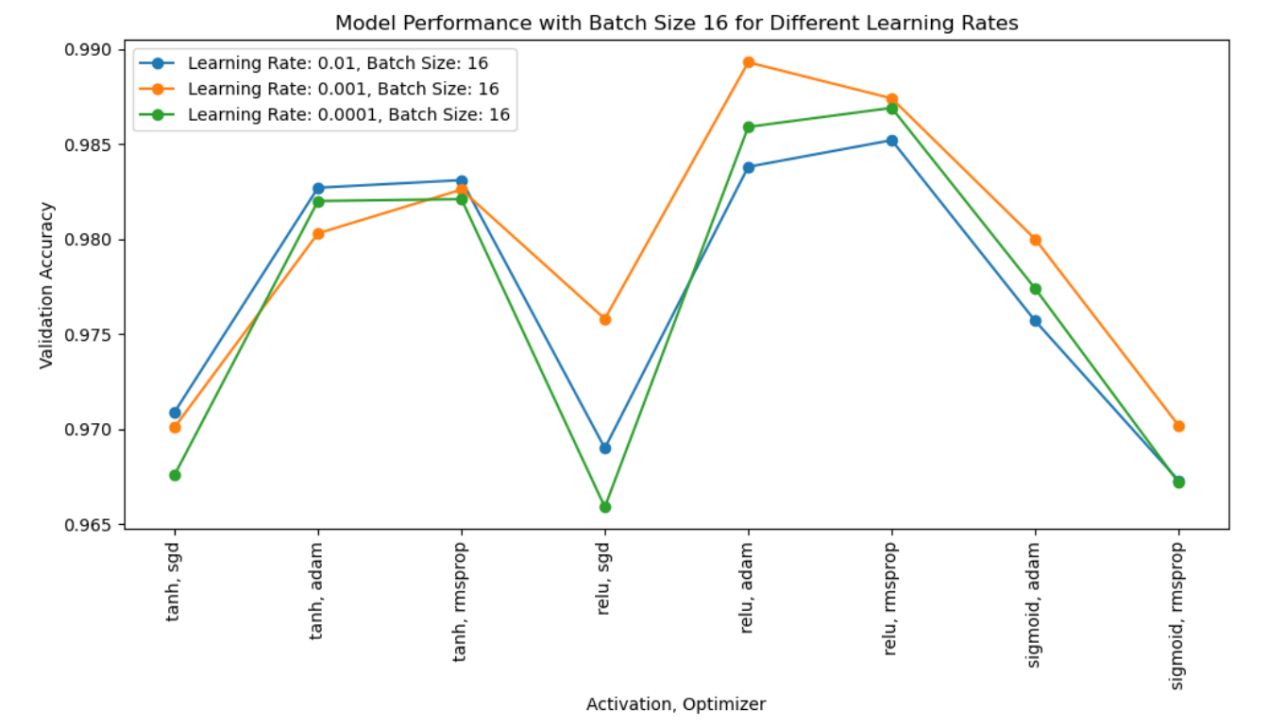 Model Performance with Batch Size 16 for Different Learning Rates
Learning Rate: 0.01, Batch Size: 16
Learning Rate: 0.001, Batch Size: 16
Learning Rate: 0.0001, Batch Size: 16
Validation Accuracy
0.990
0.985
0.980
0.975
0.970
0.965
tanh, sgd
tanh, adam
tanh, rmsprop
relu, sgd
relu, adam
relu, rmsprop
sigmoid, adam
sigmoid, rmsprop
Activation, Optimizer